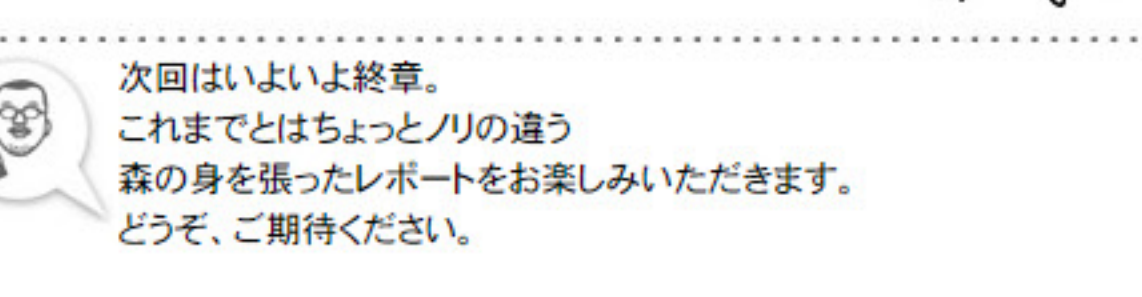 次回はいよいよ終章。
これまでとはちょっとノリの違う
森の身を張ったレポートをお楽しみいただきます。
どうぞ、ご期待ください。